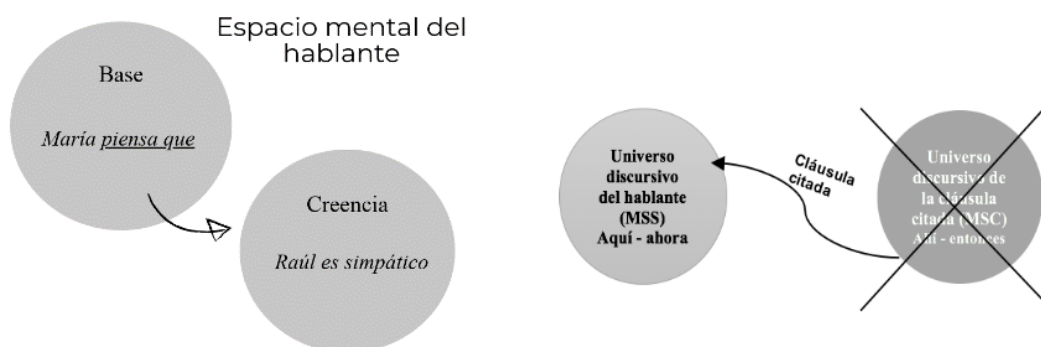 Espacio mental del
hablante
Base
María piensa que
Creencia
Raúl es simpático
Universo
discursivo
del hablante
(MSS)
Aquí - ahora
Cláusula
citada
Universo
discursivo de
la cláusula
citada (MSC)
Allí - entonces